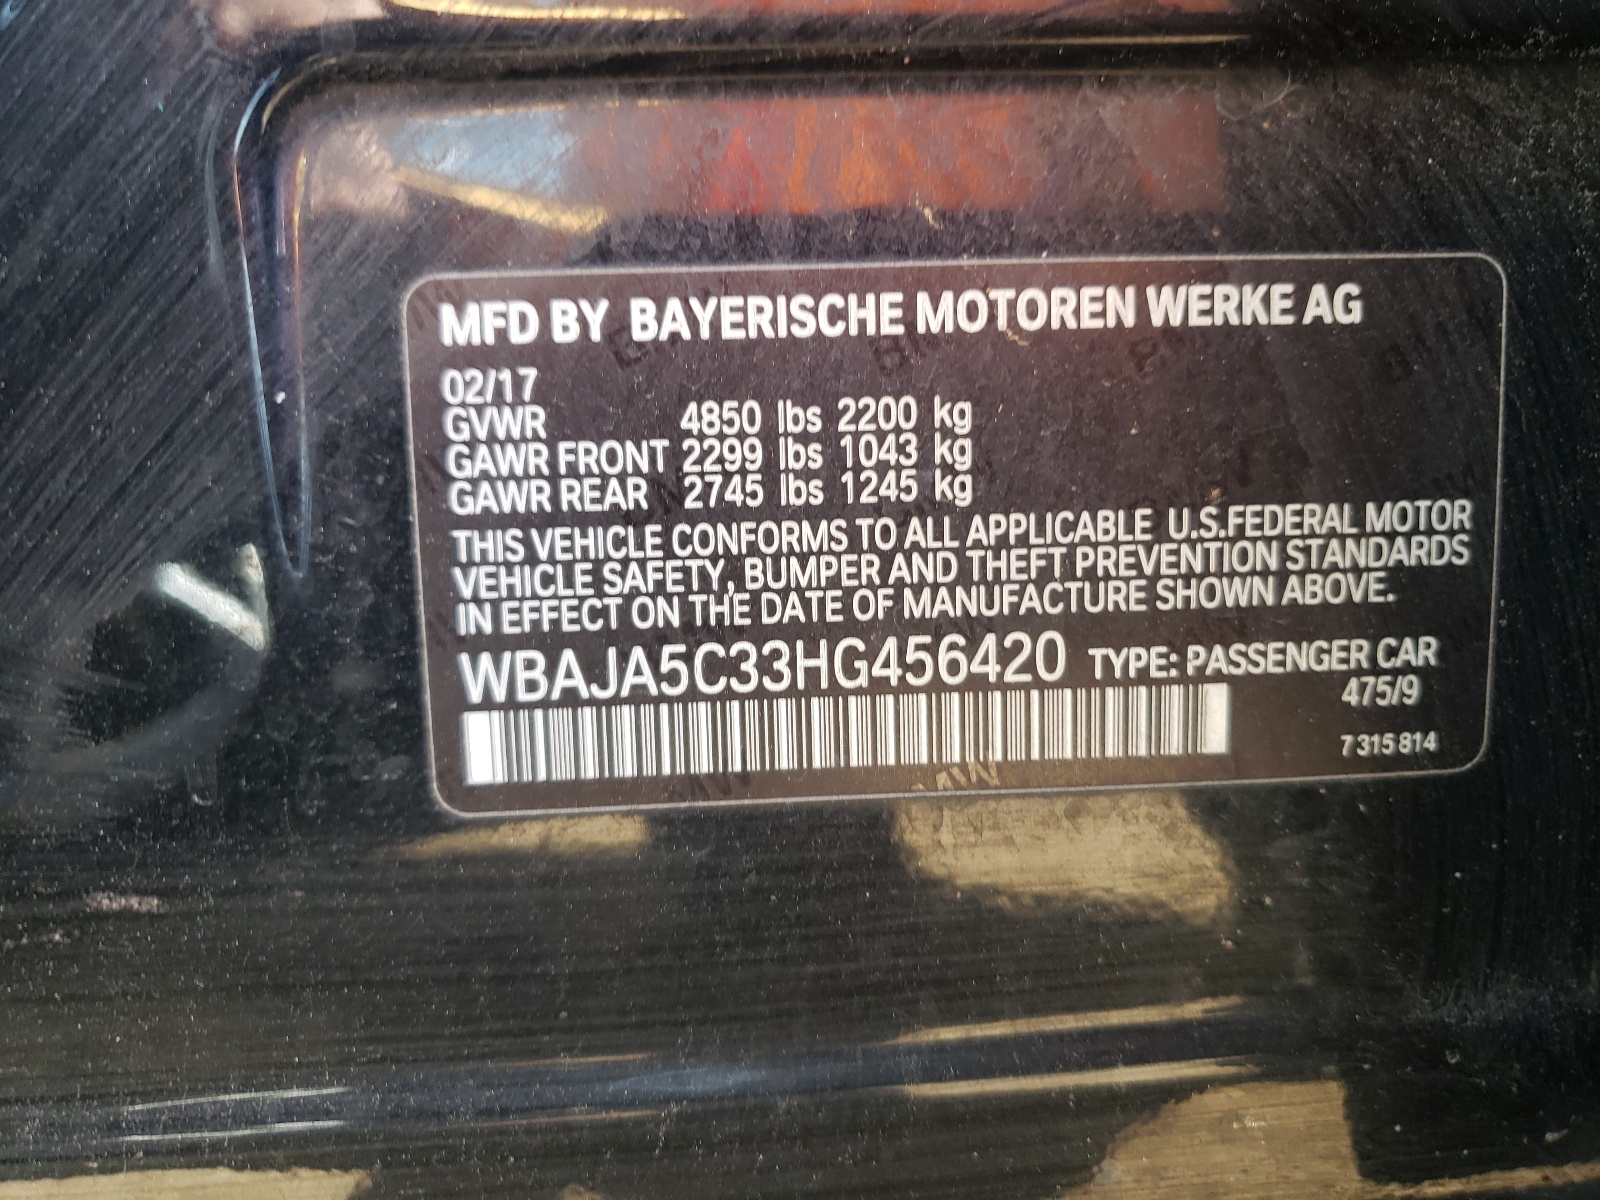 MFD BY BAYERISCHE MOTOREN WERKE AG
02/17
GVWR 4850 lbs 2200 kg
GAWR FRONT 2299 lbs 1043 kg
GAWR REAR 2745 lbs 1245 kg
THIS VEHICLE CONFORMS TO ALL APPLICABLE U.S.FEDERAL MOTOR
VEHICLE SAFETY, BUMPER AND THEFT PREVENTION STANDARDS
IN EFFECT ON THE DATE OF MANUFACTURE SHOWN ABOVE.
WBAJA5C33HG456420 TYPE: PASSENGER CAR
475/9
7 315 814